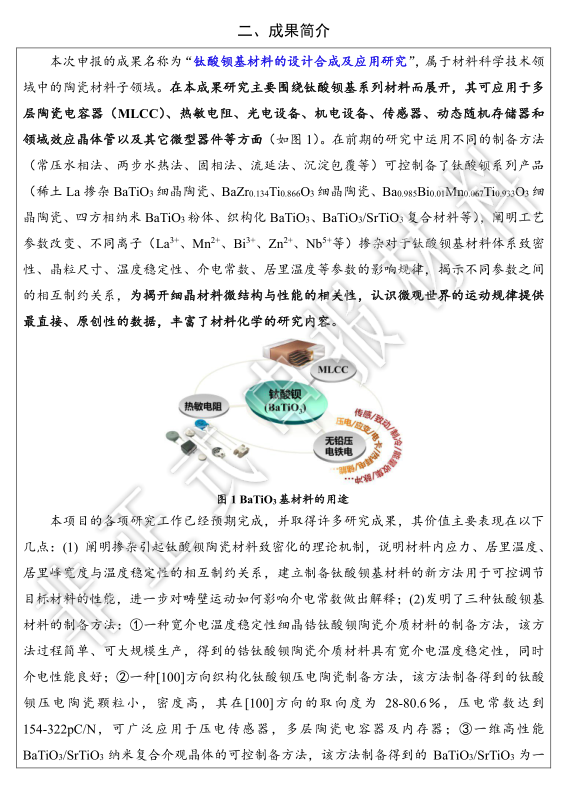 二、成果简介
本次申报的成果名称为“钛酸钡基材料的设计合成及应用研究”，属于材料科学技术领
域中的陶瓷材料子领域。在本成果研究主要围绕钛酸钡基系列材料而展开，其可应用于多
层陶瓷电容器（MLCC）、热敏电阻、光电设备、机电设备、传感器、动态随机存储器和
领域效应晶体管以及其它微型器件等方面（如图 1）。在前期的研究中运用不同的制备方法
（常压水相法、两步水热法、固相法、流延法、沉淀包覆等）可控制备了钛酸钡系列产品
（稀土 La 掺杂 BaTiO3 细晶陶瓷、BaZr0.134Ti0.866O3 细晶陶瓷、Ba0.985Bi0.01Mn0.067Ti0.933O3 细
晶陶瓷、四方相纳米 BaTiO3 粉体、织构化 BaTiO3、BaTiO3/SrTiO3 复合材料等），阐明工艺
参数改变、不同离子（La3+、Mn2+、Bi3+、Zn2+、Nb5+等）掺杂对于钛酸钡基材料体系致密
性、晶粒尺寸、温度稳定性、介电常数、居里温度等参数的影响规律，揭示不同参数之间
的相互制约关系，为揭开细晶材料微结构与性能的相关性，认识微观世界的运动规律提供
最直接、原创性的数据，丰富了材料化学的研究内容。
MLCC
钛酸钡
(BaTiO3)
热敏电阻
无铅压
电铁电
传感/致动/制冷/能量收集/脉冲
压电/应变/电卡/热释电/储能...
图 1 BaTiO3 基材料的用途
本项目的各项研究工作已经预期完成，并取得许多研究成果，其价值主要表现在以下
几点：(1) 阐明掺杂引起钛酸钡陶瓷材料致密化的理论机制，说明材料内应力、居里温度、
居里峰宽度与温度稳定性的相互制约关系，建立制备钛酸钡基材料的新方法用于可控调节
目标材料的性能，进一步对畴壁运动如何影响介电常数做出解释；(2)发明了三种钛酸钡基
材料的制备方法：①一种宽介电温度稳定性细晶锆钛酸钡陶瓷介质材料的制备方法，该方
法过程简单、可大规模生产，得到的锆钛酸钡陶瓷介质材料具有宽介电温度稳定性，同时
介电性能良好；②一种[100]方向织构化钛酸钡压电陶瓷制备方法，该方法制备得到的钛酸
钡压电陶瓷颗粒小，密度高，其在[100]方向的取向度为 28-80.6％，压电常数达到
154-322pC/N，可广泛应用于压电传感器，多层陶瓷电容器及内存器；③一维高性能
BaTiO3/SrTiO3 纳米复合介观晶体的可控制备方法，该方法制备得到的 BaTiO3/SrTiO3 为一
非正式申报材料